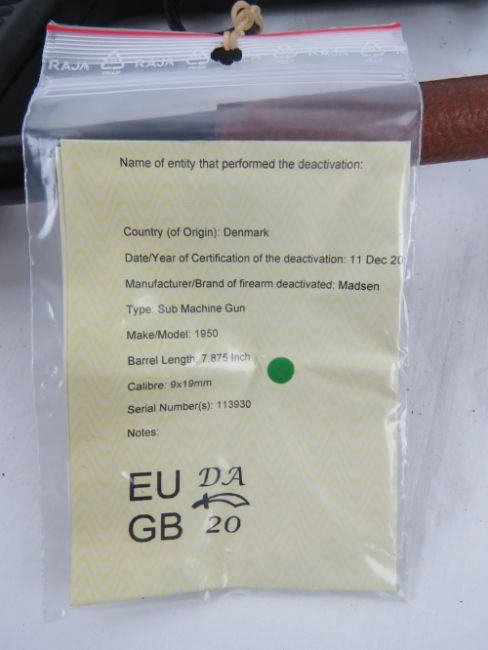 RAJA RAJA RAJA
Name of entity that performed the deactivation:
Country (of Origin): Denmark
Date/Year of Certification of the deactivation: 11 Dec 20
Manufacturer/Brand of firearm deactivated: Madsen
Type: Sub Machine Gun
Make/Model: 1950
Barrel Length: 7.875 Inch
Calibre: 9x19mm
Serial Number(s): 113930
Notes:
EU DA
GB 20